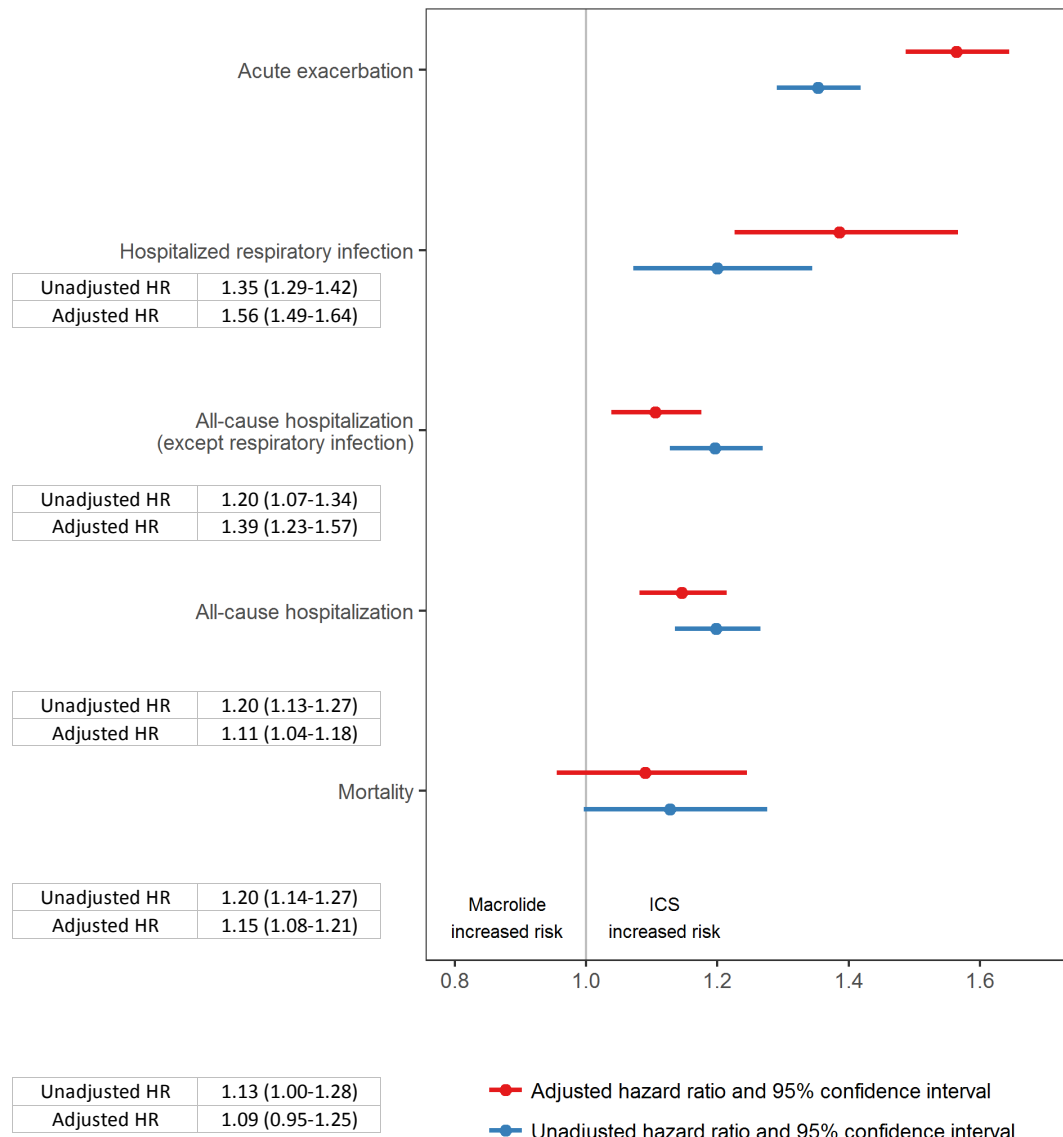 Acute exacerbation
Hospitalized respiratory infection
Unadjusted HR 1.35 (1.29-1.42)
Adjusted HR 1.56 (1.49-1.64)
All-cause hospitalization
(except respiratory infection)
Unadjusted HR 1.20 (1.07-1.34)
Adjusted HR 1.39 (1.23-1.57)
All-cause hospitalization
Unadjusted HR 1.20 (1.13-1.27)
Adjusted HR 1.11 (1.04-1.18)
Mortality
Unadjusted HR 1.20 (1.14-1.27)
Adjusted HR 1.15 (1.08-1.21)
Macrolide
increased risk
ICS
increased risk
0.8 1.0 1.2 1.4 1.6
Unadjusted HR 1.13 (1.00-1.28)
Adjusted HR 1.09 (0.95-1.25)
Adjusted hazard ratio and 95% confidence interval
Unadjusted hazard ratio and 95% confidence interval